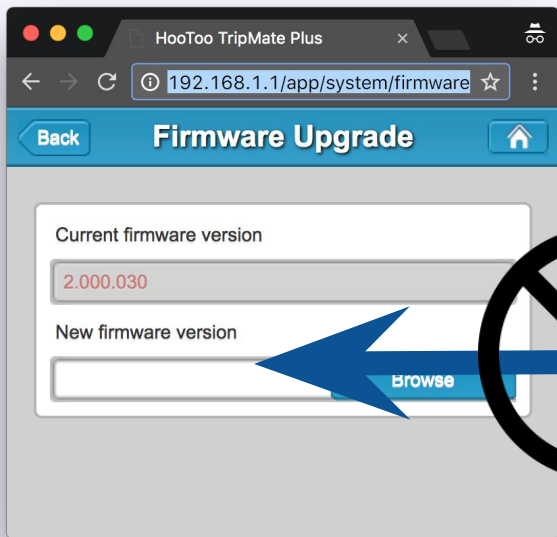 HooToo TripMate Plus
192.168.1.1/app/system/firmware
Back
Firmware Upgrade
Current firmware version
2.000.030
New firmware version
Browse